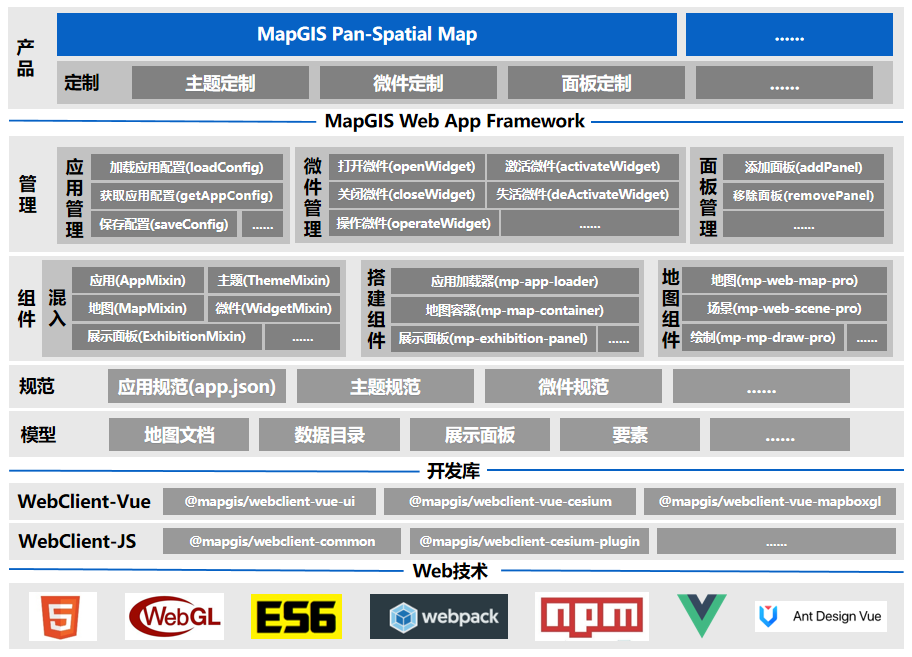 产品
MapGIS Pan-Spatial Map
......
定制
主题定制
微件定制
面板定制
......
MapGIS Web App Framework
管理
应用管理
加载应用配置(loadConfig)
获取应用配置(getAppConfig)
保存配置(saveConfig)
......
微件管理
打开微件(openWidget)
激活微件(activateWidget)
关闭微件(closeWidget)
失活微件(deActivateWidget)
操作微件(operateWidget)
......
面板管理
添加面板(addPanel)
移除面板(removePanel)
......
组件
混入
应用(AppMixin)
主题(ThemeMixin)
地图(MapMixin)
微件(WidgetMixin)
展示面板(ExhibitionMixin)
......
搭建组件
应用加载器(mp-app-loader)
地图容器(mp-map-container)
展示面板(mp-exhibition-panel)
......
地图组件
地图(mp-web-map-pro)
场景(mp-web-scene-pro)
绘制(mp-mp-draw-pro)
......
规范
应用规范(app.json)
主题规范
微件规范
......
模型
地图文档
数据目录
展示面板
要素
......
开发库
WebClient-Vue
@mapgis/webclient-vue-ui
@mapgis/webclient-vue-cesium
@mapgis/webclient-vue-mapboxgl
WebClient-JS
@mapgis/webclient-common
@mapgis/webclient-cesium-plugin
......
Web技术
5
WebGL
ES6
webpack
npm
Ant Design Vue